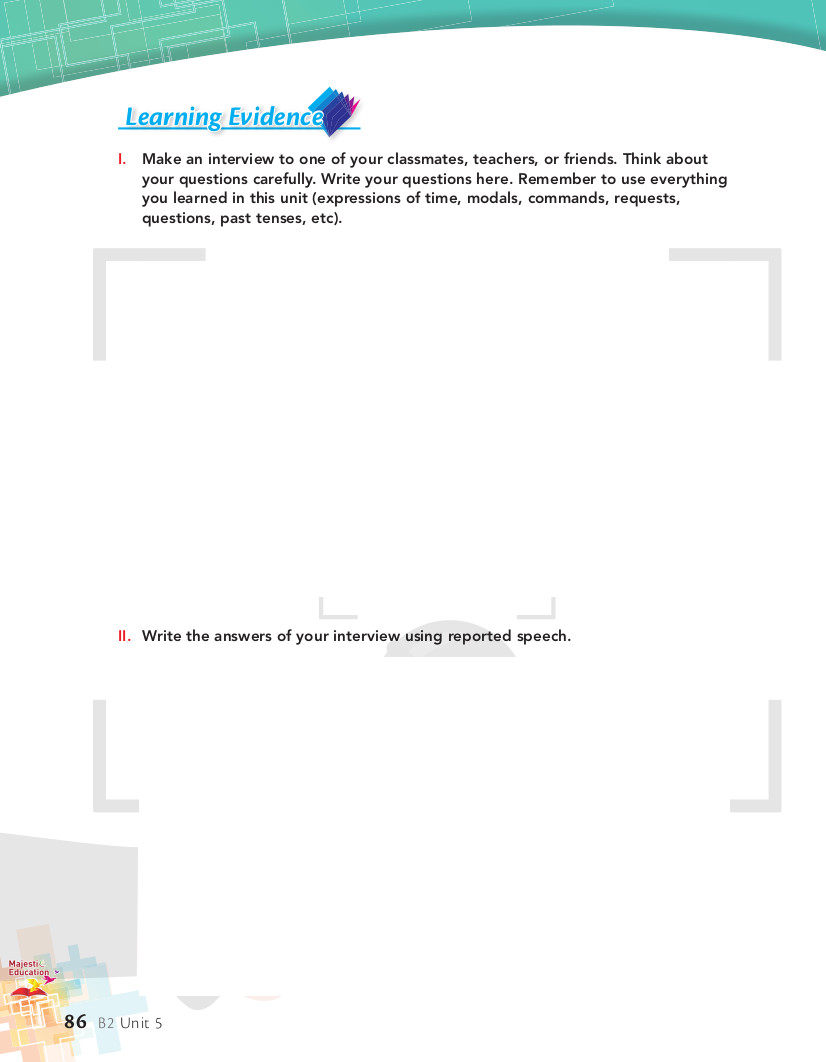 Learning Evidence
I. Make an interview to one of your classmates, teachers, or friends. Think about
your questions carefully. Write your questions here. Remember to use everything
you learned in this unit (expressions of time, modals, commands, requests,
questions, past tenses, etc).
II. Write the answers of your interview using reported speech.
Majestic
Education ™
86 B2 Unit 5